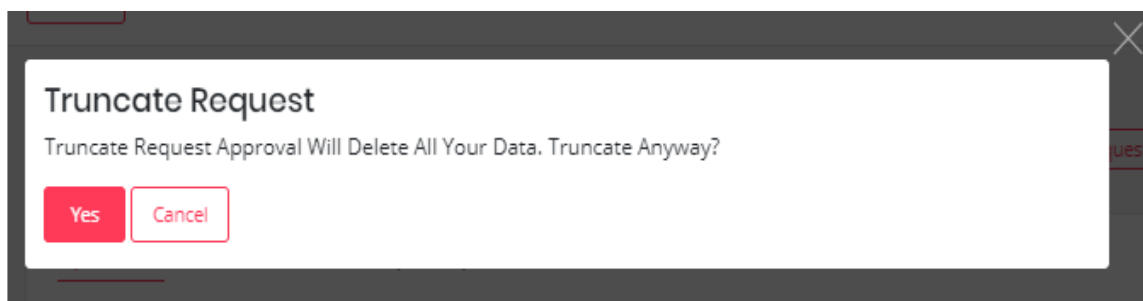 Truncate Request
Truncate Request Approval Will Delete All Your Data. Truncate Anyway?
Yes
Cancel